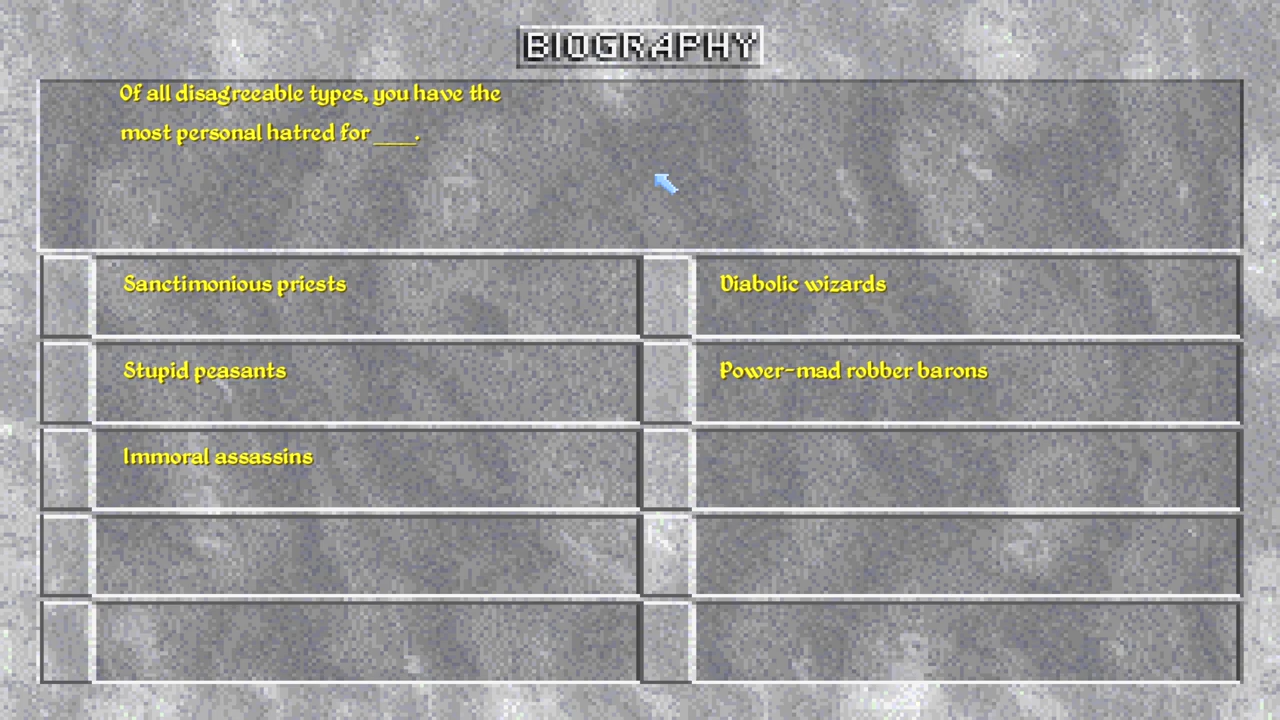 BIOGRAPHY
Of all disagreeable types, you have the
most personal hatred for ____.
Sanctimonious priests
Diabolic wizards
Stupid peasants
Power-mad robber barons
Immoral assassins